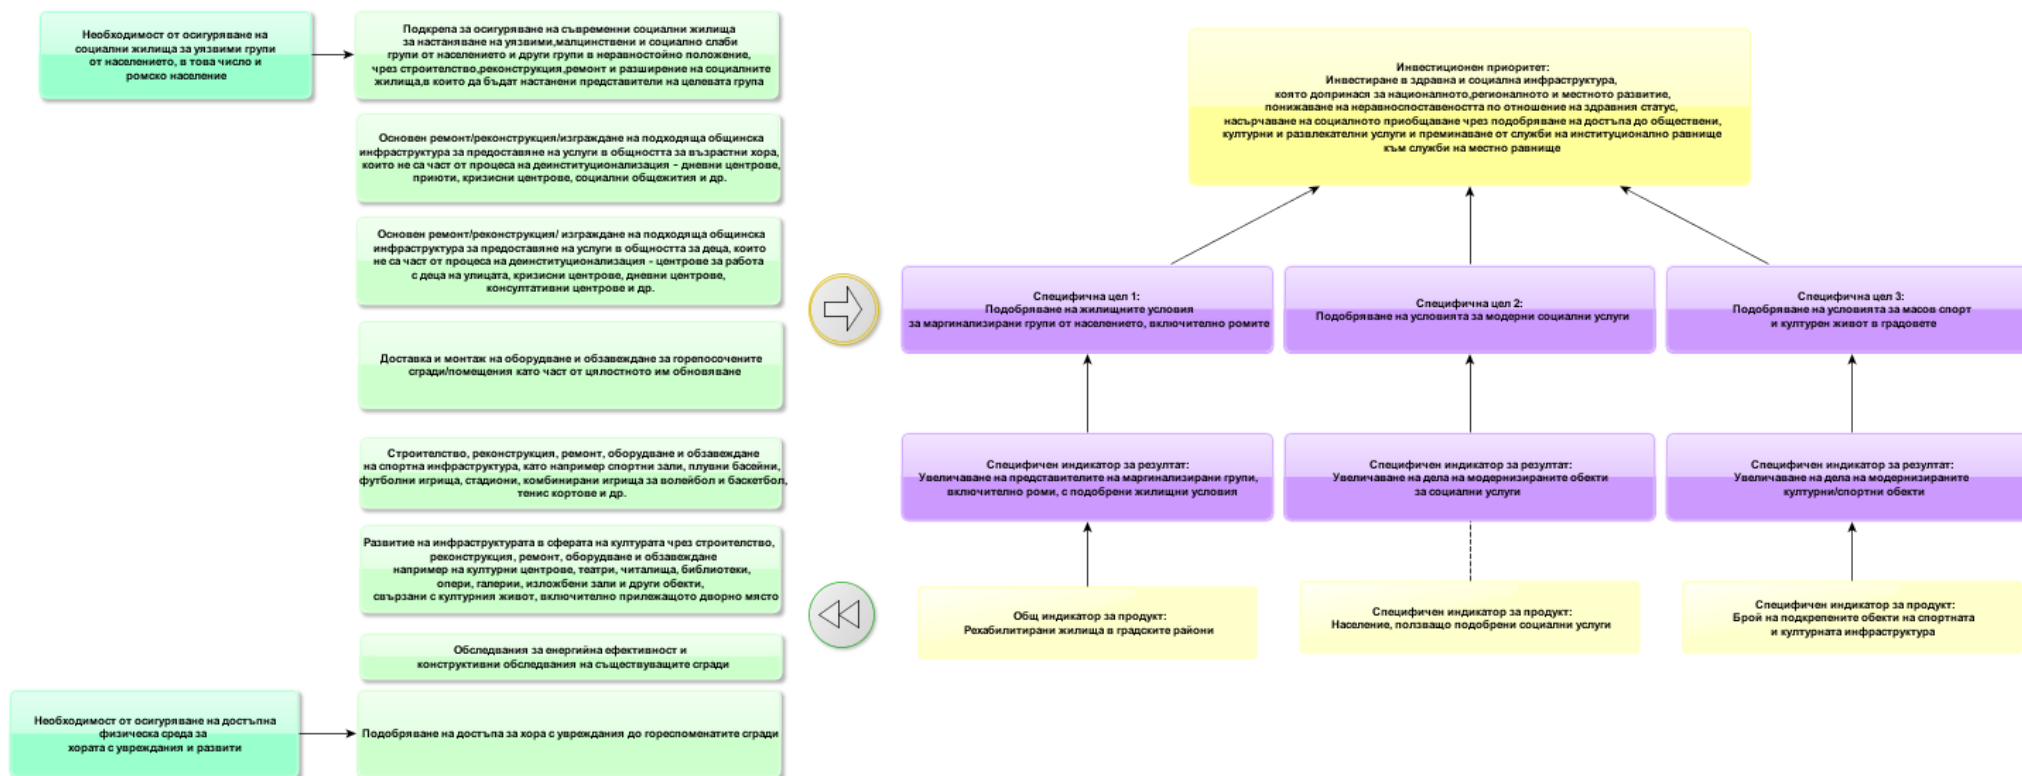 Необходимост от осигуряване на
социални жилища за уязвими групи
от населението, в това число и
ромско население
Подкрепа за осигуряване на съвременни социални жилища
за настаняване на уязвими,малцинствени и социално слаби
групи от населението и други групи в неравностойно положение,
чрез строителство,реконструкция,ремонт и разширение на социалните
жилища,в които да бъдат настанени представители на целевата група
Основен ремонт/реконструкция/изграждане на подходяща общинска
инфраструктура за предоставяне на услуги в общността за възрастни хора,
които не са част от процеса на деинституционализация - дневни центрове,
приюти, кризисни центрове, социални общежития и др.
Основен ремонт/реконструкция/ изграждане на подходяща общинска
инфраструктура за предоставяне на услуги в общността за деца, които
не са част от процеса на деинституционализация - центрове за работа
с деца на улицата, кризисни центрове, дневни центрове,
консултативни центрове и др.
Доставка и монтаж на оборудване и обзавеждане за горепосочените
сгради/помещения като част от цялостното им обновяване
Строителство, реконструкция, ремонт, оборудване и обзавеждане
на спортна инфраструктура, като например спортни зали, плувни басейни,
футболни игрища, стадиони, комбинирани игрища за волейбол и баскетбол,
тенис кортове и др.
Развитие на инфраструктурата в сферата на културата чрез строителство,
реконструкция, ремонт, оборудване и обзавеждане
например на културни центрове, театри, читалища, библиотеки,
опери, галерии, изложбени зали и други обекти,
свързани с културния живот, включително прилежащото дворно място
Обследвания за енергийна ефективност и
конструктивни обследвания на съществуващите сгради
Необходимост от осигуряване на достъпна
физическа среда за
хората с увреждания и развити
Подобряване на достъпа за хора с увреждания до гореспоменатите сгради
Инвестиционен приоритет:
Инвестиране в здравна и социална инфраструктура,
която допринася за националното,регионалното и местното развитие,
понижаване на неравнопоставеността по отношение на здравния статус,
насърчаване на социалното приобщаване чрез подобряване на достъпа до обществени,
културни и развлекателни услуги и преминаване от служби на институционално равнище
към служби на местно равнище
Специфична цел 1:
Подобряване на жилищните условия
за маргинализирани групи от населението, включително ромите
Специфична цел 2:
Подобряване на условията за модерни социални услуги
Специфична цел 3:
Подобряване на условията за масов спорт
и културен живот в градовете
Специфичен индикатор за резултат:
Увеличаване на представителите на маргинализирани групи,
включително роми, с подобрени жилищни условия
Специфичен индикатор за резултат:
Увеличаване на дела на модернизираните обекти
за социални услуги
Специфичен индикатор за резултат:
Увеличаване на дела на модернизираните
културни/спортни обекти
Общ индикатор за продукт:
Рехабилитирани жилища в градските райони
Специфичен индикатор за продукт:
Население, ползващо подобрени социални услуги
Специфичен индикатор за продукт:
Брой на подкрепените обекти на спортната
и културната инфраструктура